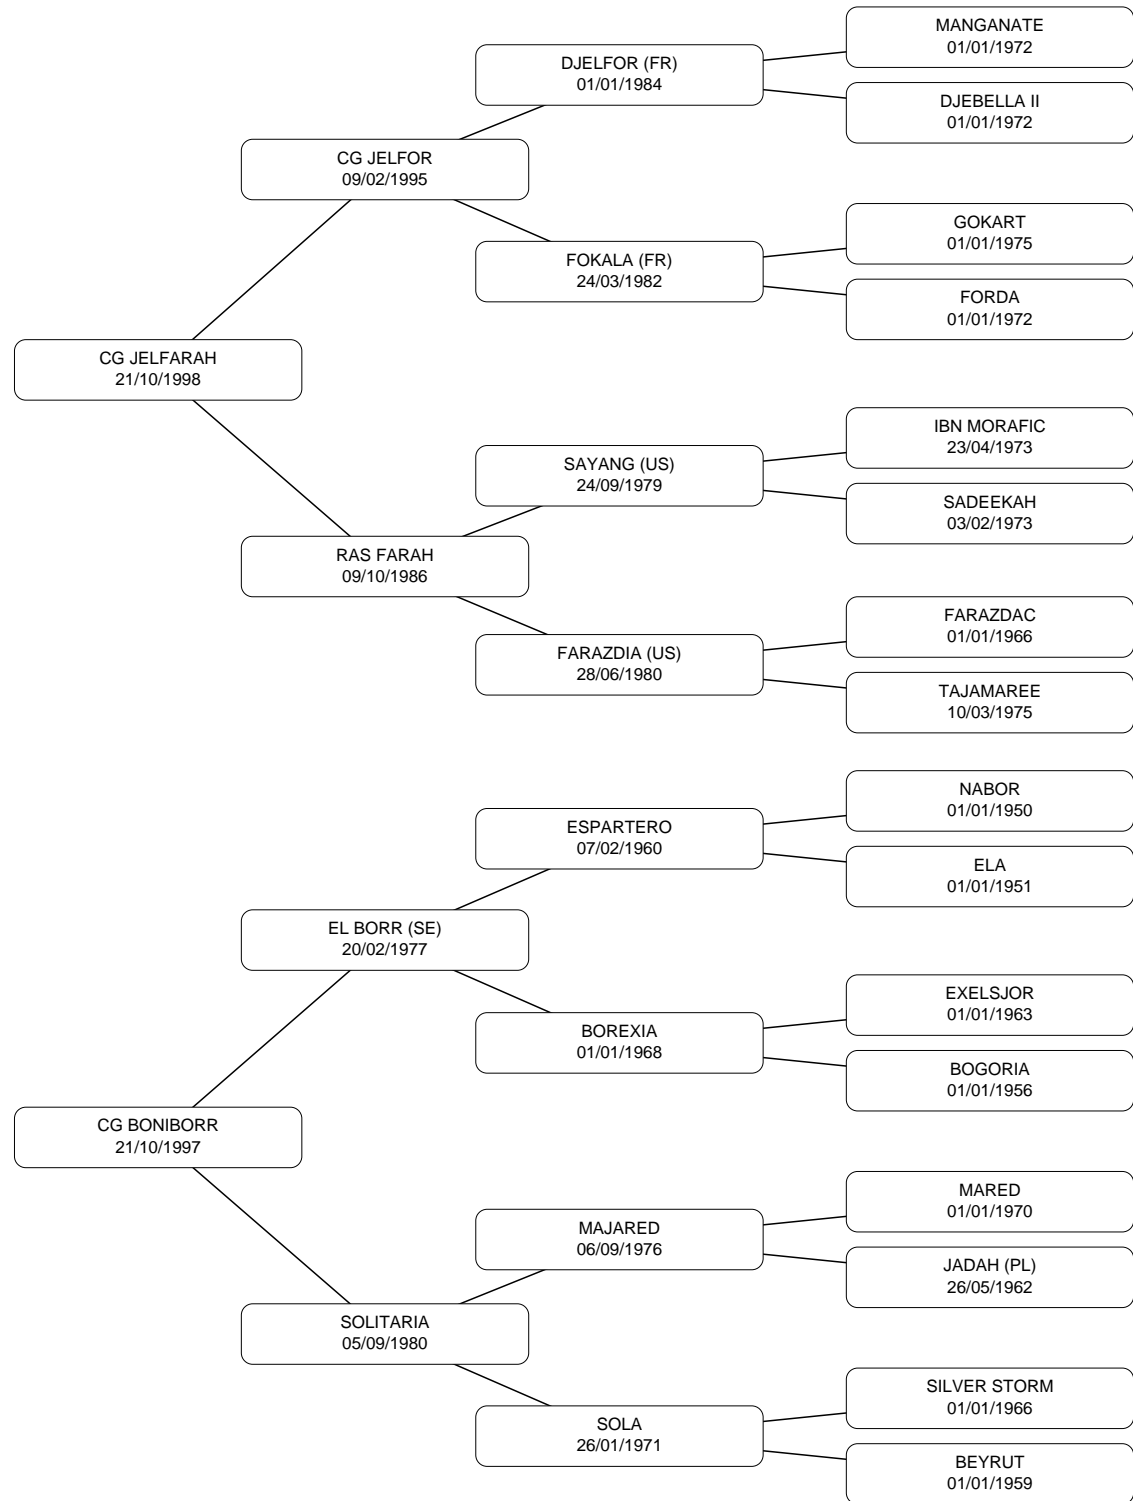 MANGANATE
01/01/1972
DJELFOR (FR)
01/01/1984
DJEBELLA II
01/01/1972
CG JELFOR
09/02/1995
GOKART
01/01/1975
FOKALA (FR)
24/03/1982
FORDA
01/01/1972
CG JELFARAH
21/10/1998
IBN MORAFIC
23/04/1973
SAYANG (US)
24/09/1979
SADEEKAH
03/02/1973
RAS FARAH
09/10/1986
FARAZDAC
01/01/1966
FARAZDIA (US)
28/06/1980
TAJAMAREE
10/03/1975
NABOR
01/01/1950
ESPARTERO
07/02/1960
ELA
01/01/1951
EL BORR (SE)
20/02/1977
EXELSJOR
01/01/1963
BOREXIA
01/01/1968
BOGORIA
01/01/1956
CG BONIBORR
21/10/1997
MARED
01/01/1970
MAJARED
06/09/1976
JADAH (PL)
26/05/1962
SOLITARIA
05/09/1980
SILVER STORM
01/01/1966
SOLA
26/01/1971
BEYRUT
01/01/1959